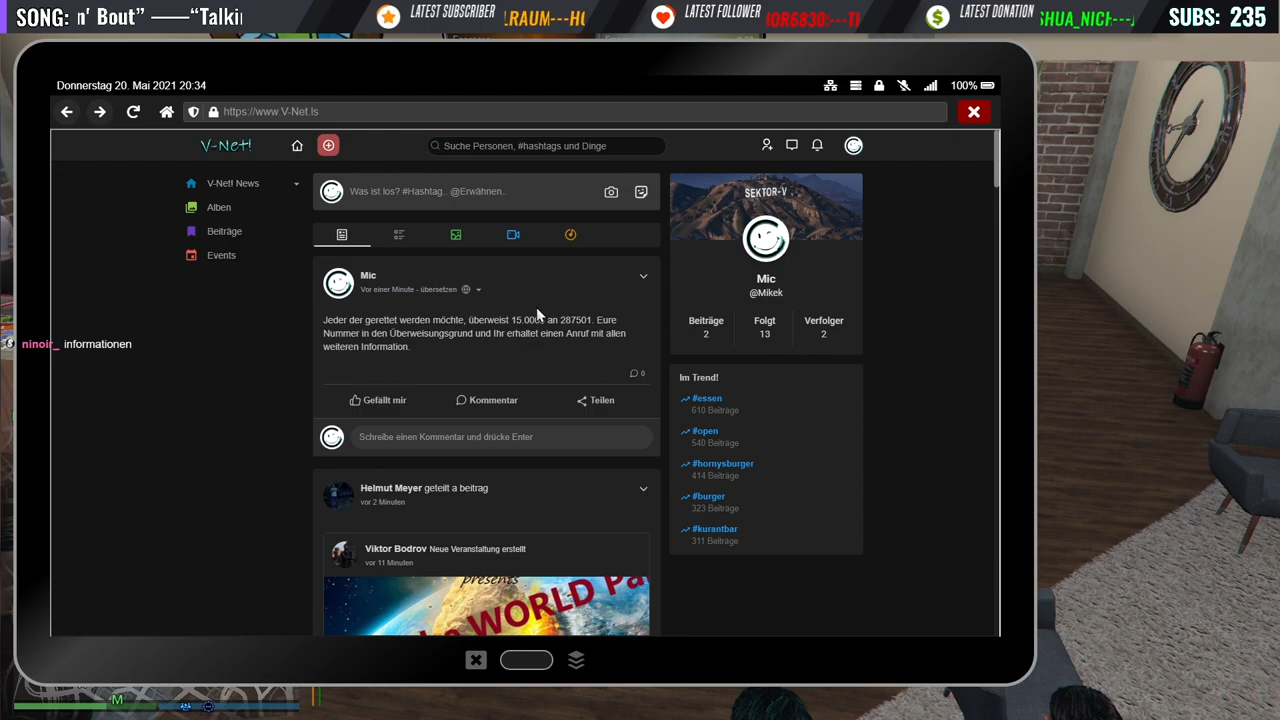 SONG: n' Bout” ——“Talki
LATEST SUBSCRIBER
LATEST FOLLOWER
IOR6830:---TI
LATEST DONATION
SHUA_NICH---J
SUBS: 235
Donnerstag 20. Mai 2021 20:34
100%
https://www.V-Net.ls
V-Net!
Suche Personen, #hashtags und Dinge
V-Net! News
Alben
Beiträge
Events
Was ist los? #Hashtag.. @Erwähnen..
Mic
Vor einer Minute - übersetzen
Jeder der gerettet werden möchte, überweist 15.000$ an 287501. Eure
Nummer in den Überweisungsgrund und Ihr erhaltet einen Anruf mit allen
weiteren Information.
0
Gefällt mir
Kommentar
Teilen
Schreibe einen Kommentar und drücke Enter
Helmut Meyer geteilt a beitrag
vor 2 Minuten
Viktor Bodrov Neue Veranstaltung erstellt
vor 11 Minuten
presents
WORLD Pa
SEKTOR-V
Mic
@Mikek
Beiträge Folgt Verfolger
2 13 2
Im Trend!
#essen
610 Beiträge
#open
540 Beiträge
#hornysburger
414 Beiträge
#burger
323 Beiträge
#kurantbar
311 Beiträge
ninoir_ informationen
M